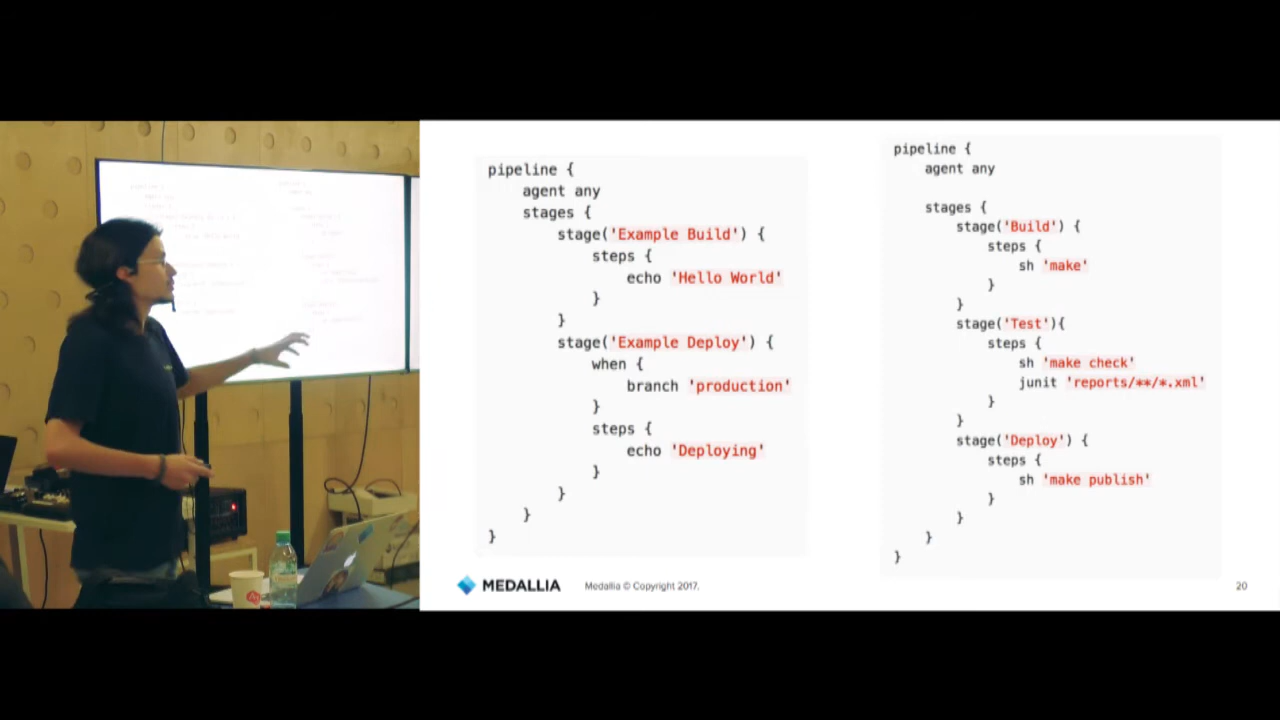 pipeline {
    agent any
    stages {
        stage('Example Build') {
            steps {
                echo 'Hello World'
            }
        }
        stage('Example Deploy') {
            when {
                branch 'production'
            }
            steps {
                echo 'Deploying'
            }
        }
    }
}
pipeline {
    agent any
    stages {
        stage('Build') {
            steps {
                sh 'make'
            }
        }
        stage('Test'){
            steps {
                sh 'make check'
                junit 'reports/**/*.xml'
            }
        }
        stage('Deploy') {
            steps {
                sh 'make publish'
            }
        }
    }
}
MEDALLIA
Medallia © Copyright 2017.
20